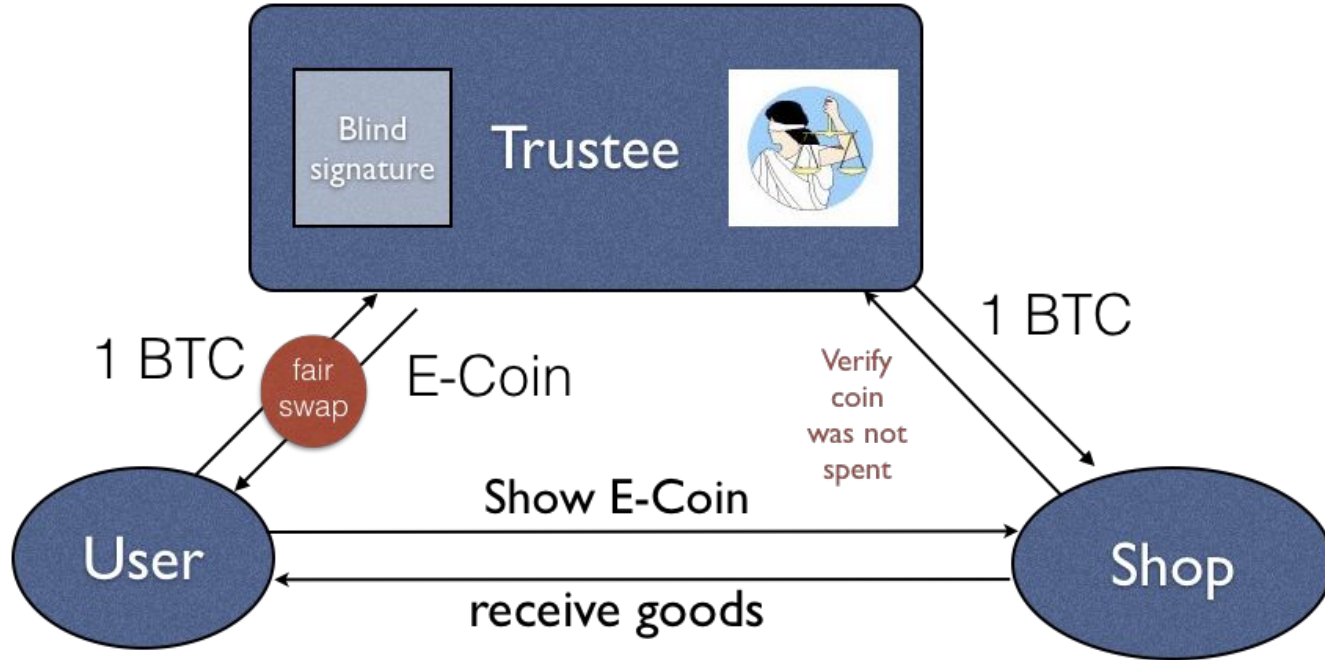 Blind
signature
Trustee
1 BTC
fair
swap
E-Coin
Verify
coin
was not
spent
1 BTC
Show E-Coin
User
Shop
receive goods